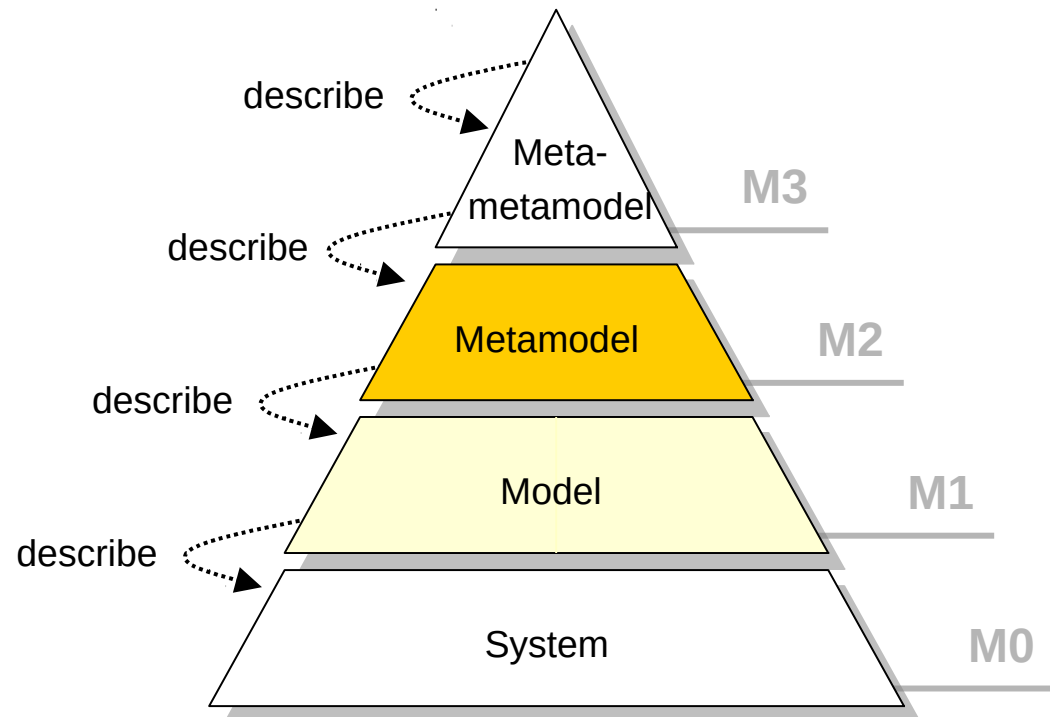 describe
Meta-
metamodel
M3
describe
Metamodel
M2
describe
Model
M1
describe
System
M0